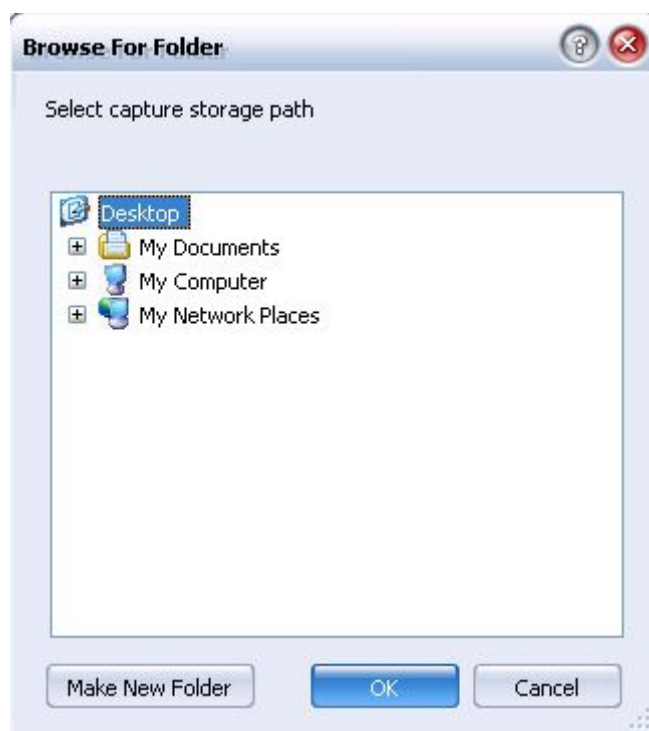 Browse For Folder
Select capture storage path
Desktop
My Documents
My Computer
My Network Places
Make New Folder
OK
Cancel